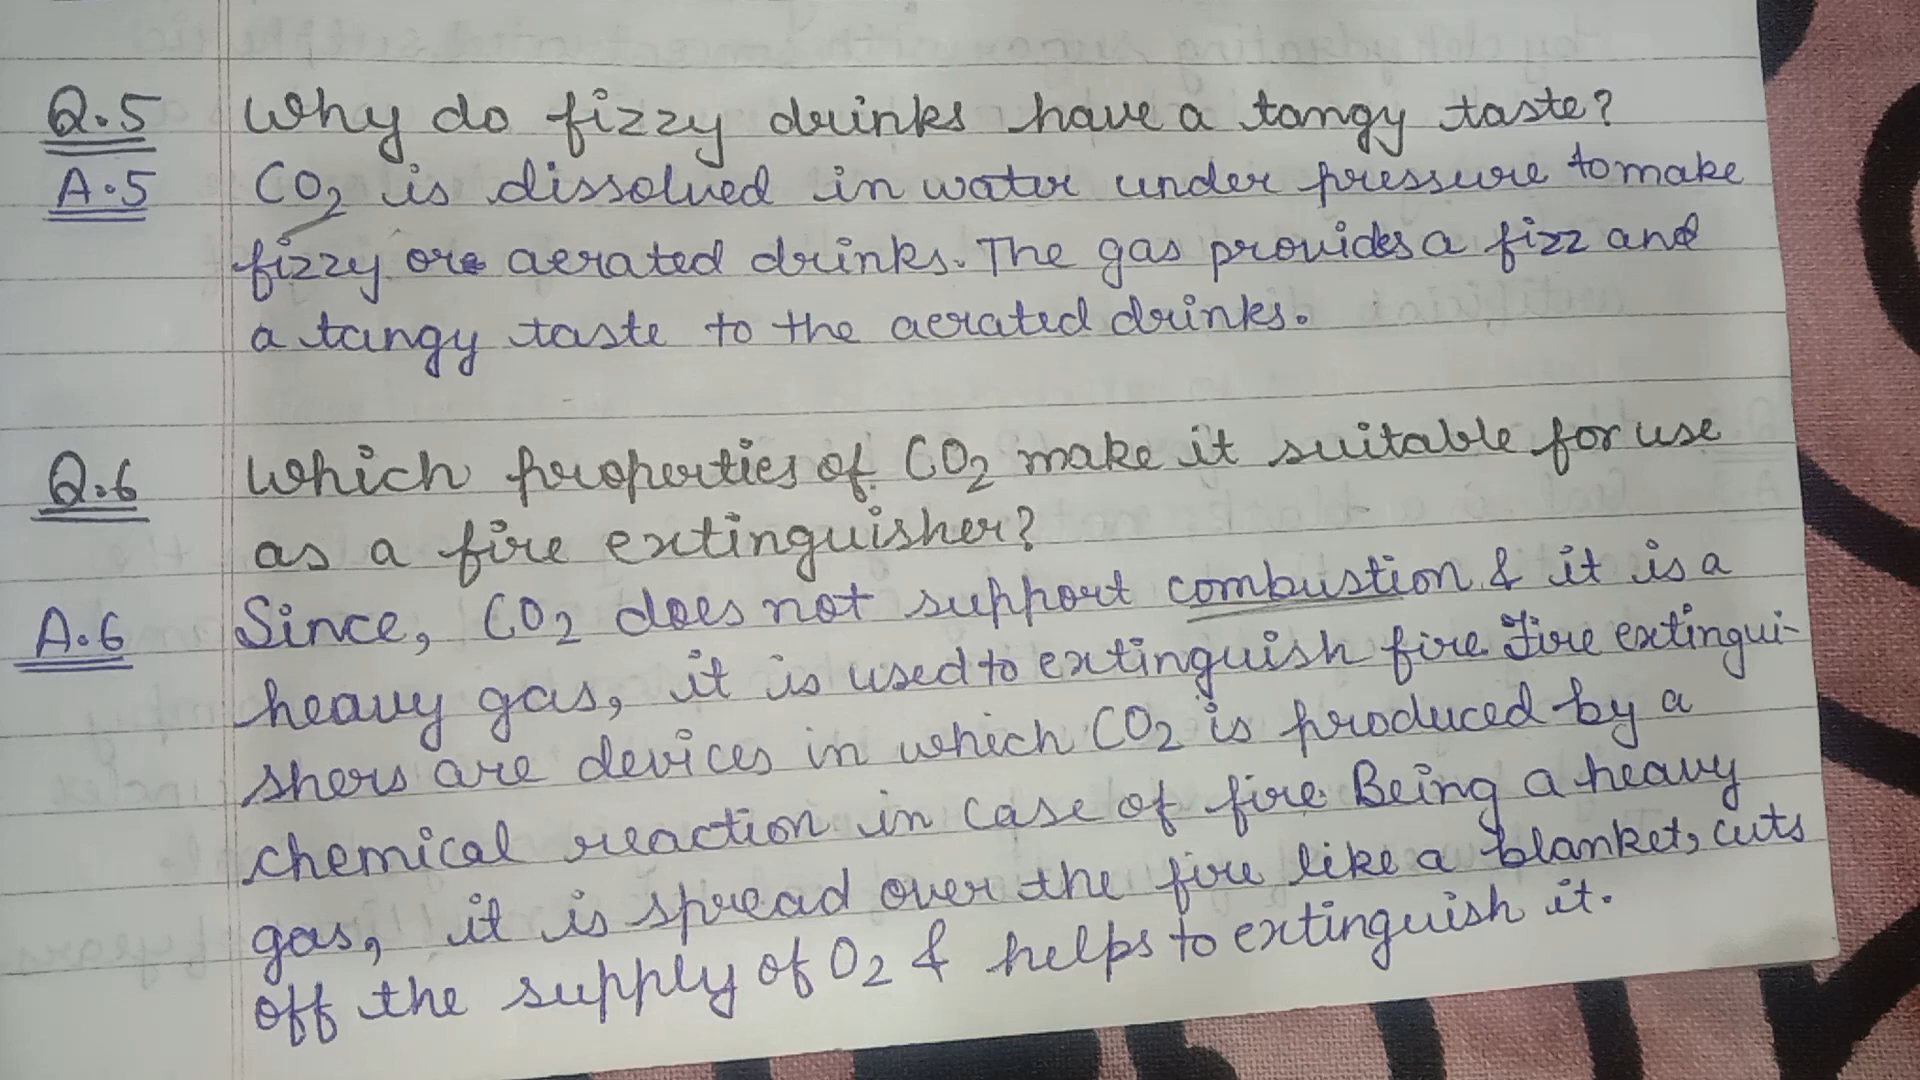 Q.5 Why do fizzy drinks have a tangy taste?
A.5 CO₂ is dissolved in water under pressure to make
fizzy or aerated drinks. The gas provides a fizz and
a tangy taste to the aerated drinks.
Q.6 Which properties of CO₂ make it suitable for use
as a fire extinguisher?
A.6 Since, CO₂ does not support combustion & it is a
heavy gas, it is used to extinguish fire. Fire extingui-
shers are devices in which CO₂ is produced by a
chemical reaction in case of fire. Being a heavy
gas, it is spread over the fire like a blanket, cuts
off the supply of O₂ & helps to extinguish it.